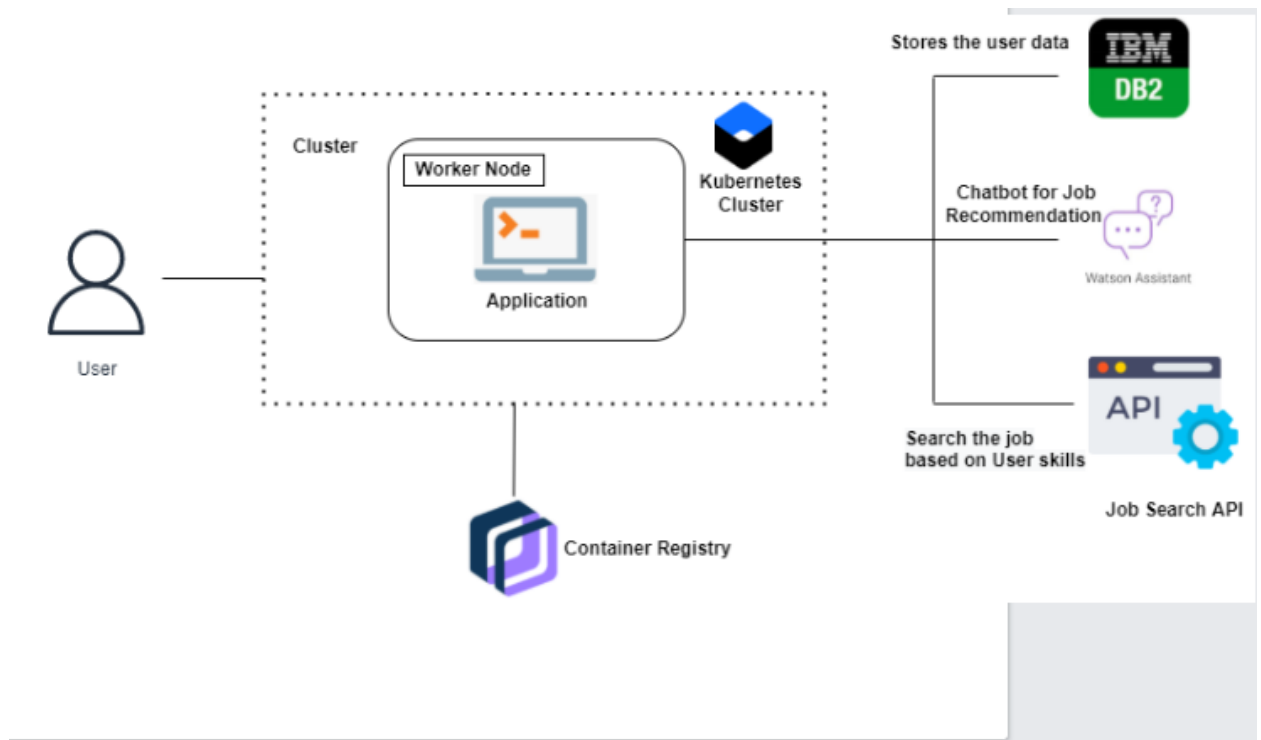 Stores the user data
IBM
DB2
Cluster
Worker Node
Kubernetes
Cluster
Application
Chatbot for Job
Recommendation
?
Watson Assistant
User
API
Search the job
based on User skills
Job Search API
Container Registry